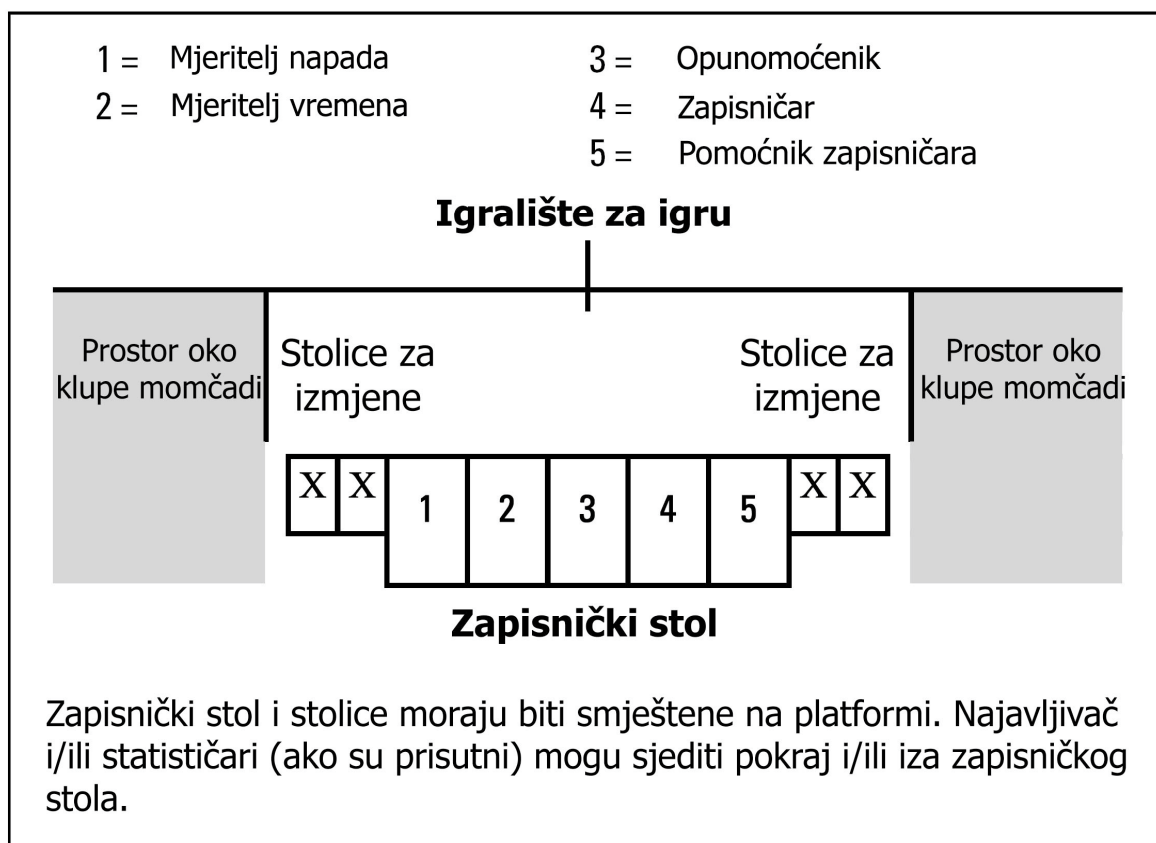 1 = Mjeritelj napada
2 = Mjeritelj vremena
3 = Opunomoćenik
4 = Zapisničar
5 = Pomoćnik zapisničara
Igralište za igru
Prostor oko
klupe momčadi
Stolice za
izmjene
Stolice za
izmjene
Prostor oko
klupe momčadi
X X 1 2 3 4 5 X X
Zapisnički stol
Zapisnički stol i stolice moraju biti smještene na platformi. Najavljivač
i/ili statističari (ako su prisutni) mogu sjediti pokraj i/ili iza zapisničkog
stola.